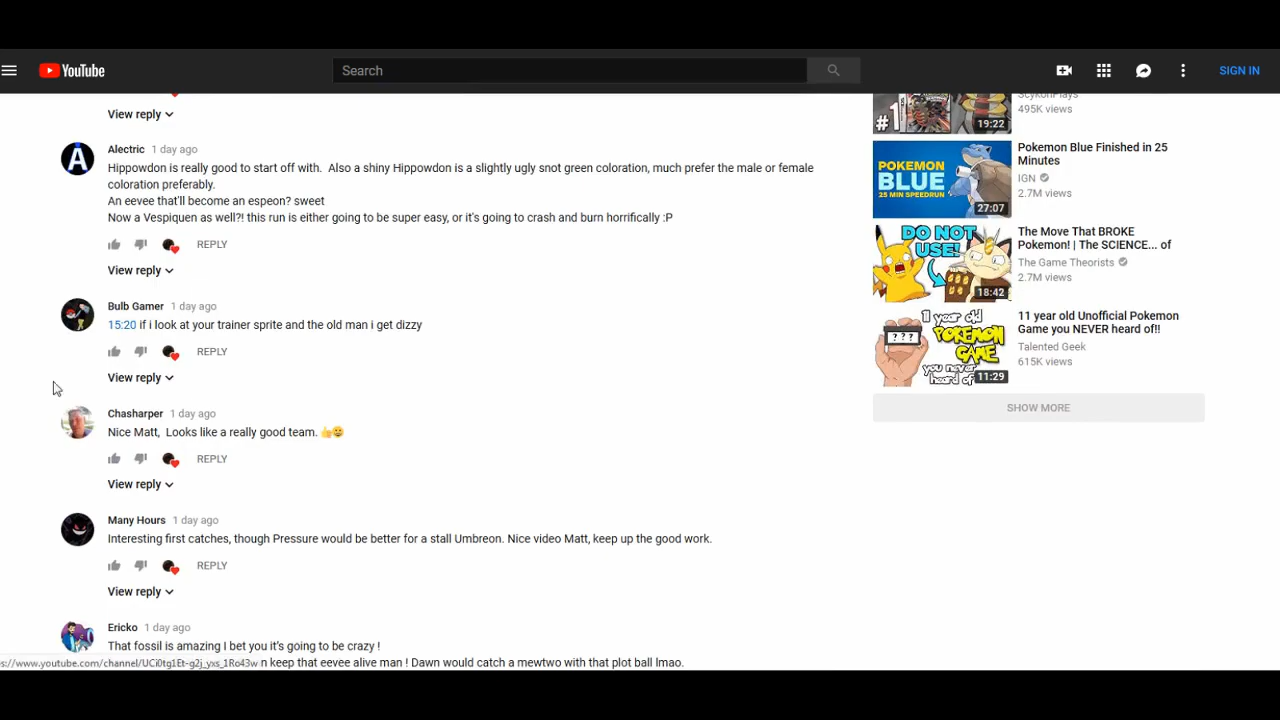 YouTube
Search
SIGN IN
View reply
Alectric 1 day ago
Hippowdon is really good to start off with. Also a shiny Hippowdon is a slightly ugly snot green coloration, much prefer the male or female
coloration preferably.
An eevee that'll become an espeon? sweet
Now a Vespiquen as well?! this run is either going to be super easy, or it's going to crash and burn horrifically :P
REPLY
View reply
Bulb Gamer 1 day ago
15:20 if i look at your trainer sprite and the old man i get dizzy
REPLY
View reply
Chasharper 1 day ago
Nice Matt, Looks like a really good team. 👍😄
REPLY
View reply
Many Hours 1 day ago
Interesting first catches, though Pressure would be better for a stall Umbreon. Nice video Matt, keep up the good work.
REPLY
View reply
Ericko 1 day ago
That fossil is amazing I bet you it's going to be crazy !
n keep that eevee alive man ! Dawn would catch a mewtwo with that plot ball lmao.
s://www.youtube.com/channel/UCi0tg1Et-g2j_yxs_1Ro43w
#1
19:22
ScykohPlays
495K views
POKEMON
BLUE
25 MIN SPEEDRUN
27:07
Pokemon Blue Finished in 25
Minutes
IGN
2.7M views
DO NOT
USE!
18:42
The Move That BROKE
Pokemon! | The SCIENCE... of
The Game Theorists
2.7M views
11 year old
POKEMON
GAME
you never
heard of
???
11:29
11 year old Unofficial Pokemon
Game you NEVER heard of!!
Talented Geek
615K views
SHOW MORE